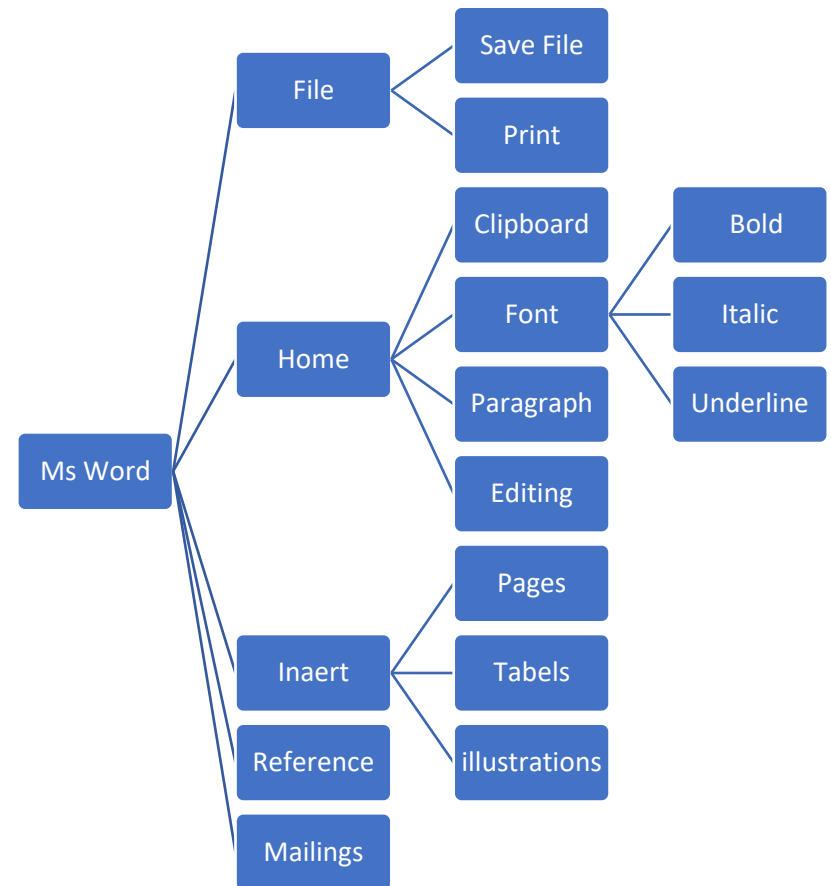 Ms Word
File
Save File
Print
Home
Clipboard
Font
Bold
Italic
Underline
Paragraph
Editing
Inaert
Pages
Tabels
illustrations
Reference
Mailings